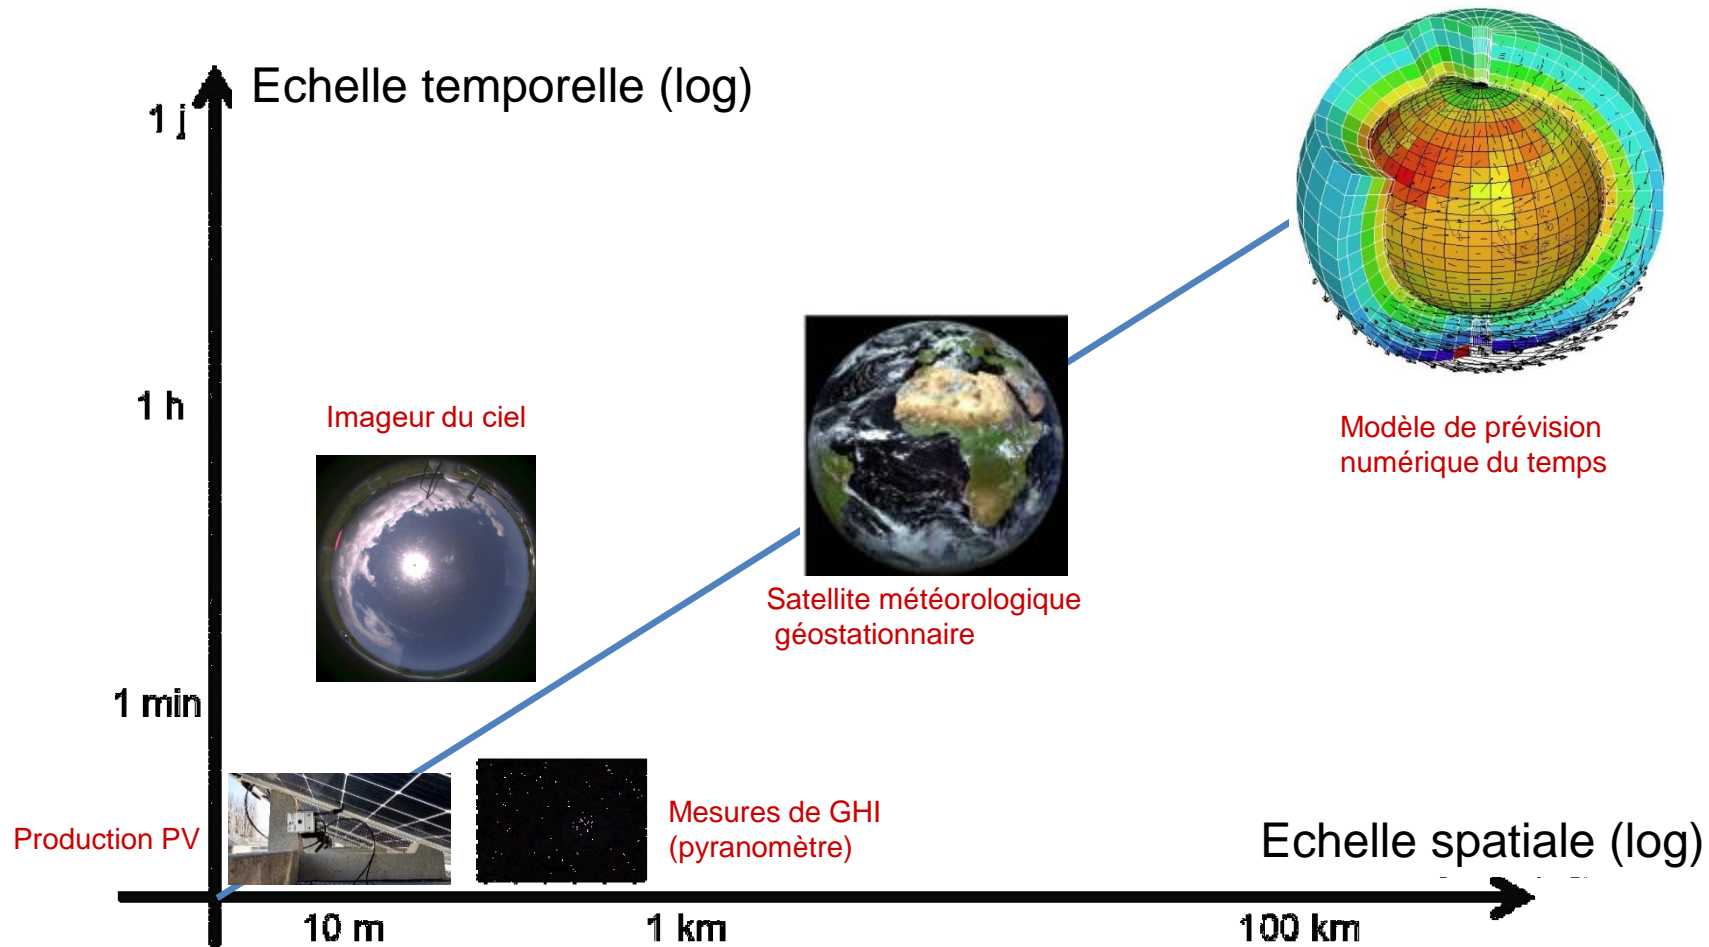 Echelle temporelle (log)
1 j
1 h
Imageur du ciel
Modèle de prévision
numérique du temps
Satellite météorologique
géostationnaire
1 min
Production PV
Mesures de GHI
(pyranomètre)
Echelle spatiale (log)
10 m
1 km
100 km